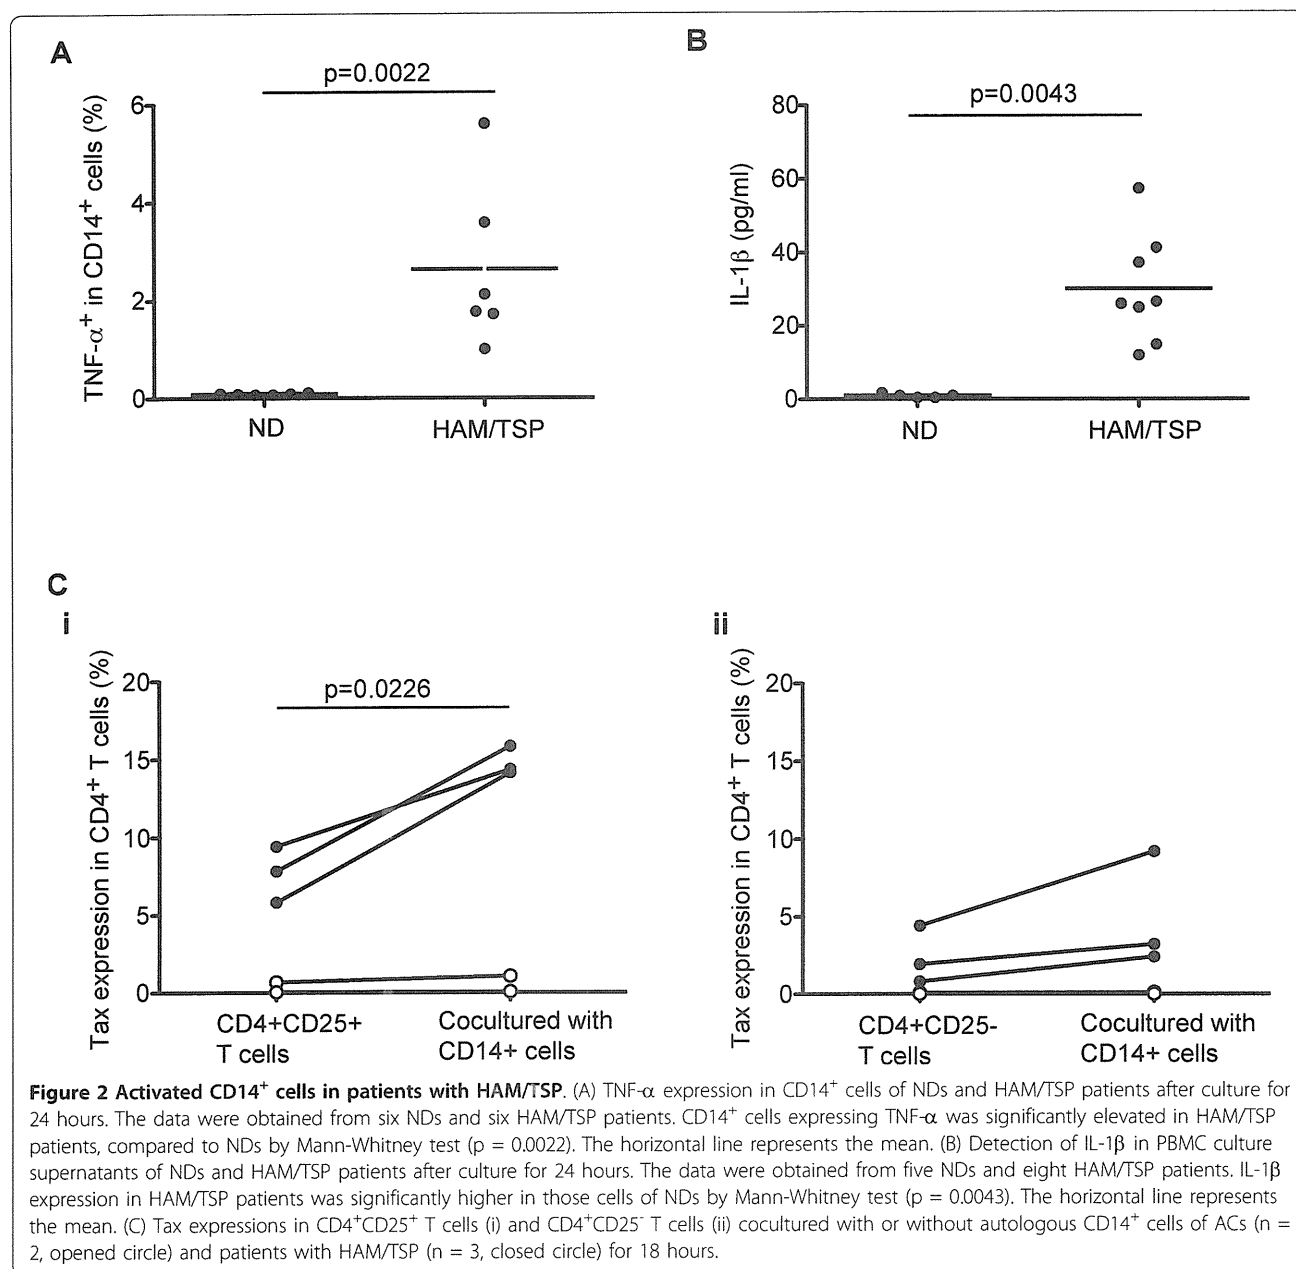 A
p=0.0022
TNF-α⁺ in CD14⁺ cells (%)
6
4
2
0
ND
HAM/TSP
B
p=0.0043
IL-1β (pg/ml)
80
60
40
20
0
ND
HAM/TSP
C
i
p=0.0226
Tax expression in CD4⁺ T cells (%)
20
15
10
5
0
CD4+CD25+
T cells
Cocultured with
CD14+ cells
ii
Tax expression in CD4⁺ T cells (%)
20
15
10
5
0
CD4+CD25-
T cells
Cocultured with
CD14+ cells
Figure 2 Activated CD14⁺ cells in patients with HAM/TSP. (A) TNF-α expression in CD14⁺ cells of NDs and HAM/TSP patients after culture for
24 hours. The data were obtained from six NDs and six HAM/TSP patients. CD14⁺ cells expressing TNF-α was significantly elevated in HAM/TSP
patients, compared to NDs by Mann-Whitney test (p = 0.0022). The horizontal line represents the mean. (B) Detection of IL-1β in PBMC culture
supernatants of NDs and HAM/TSP patients after culture for 24 hours. The data were obtained from five NDs and eight HAM/TSP patients. IL-1β
expression in HAM/TSP patients was significantly higher in those cells of NDs by Mann-Whitney test (p = 0.0043). The horizontal line represents
the mean. (C) Tax expressions in CD4⁺CD25⁺ T cells (i) and CD4⁺CD25⁻ T cells (ii) cocultured with or without autologous CD14⁺ cells of ACs (n =
2, opened circle) and patients with HAM/TSP (n = 3, closed circle) for 18 hours.